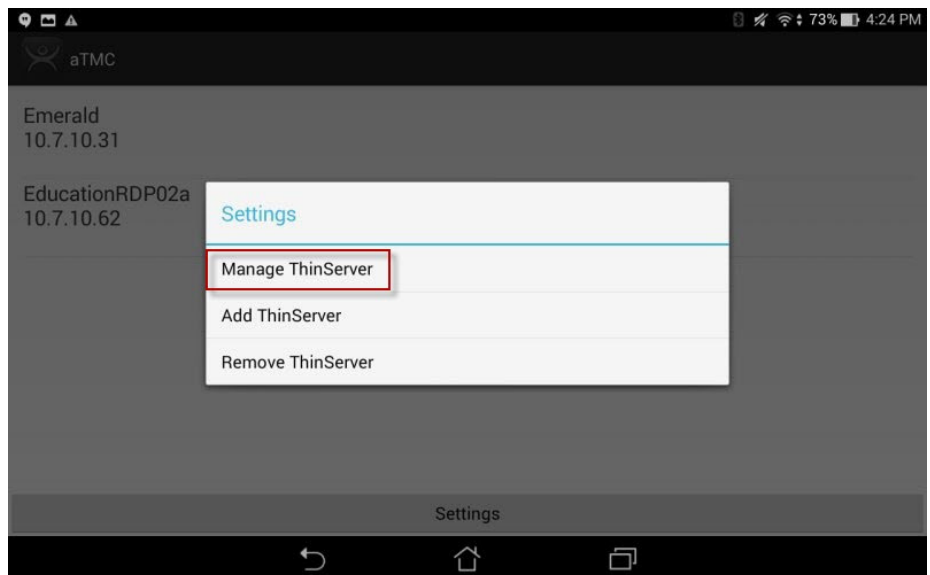 73% 4:24 PM
aTMC
Emerald
10.7.10.31
EducationRDP02a
10.7.10.62
Settings
Manage ThinServer
Add ThinServer
Remove ThinServer
Settings